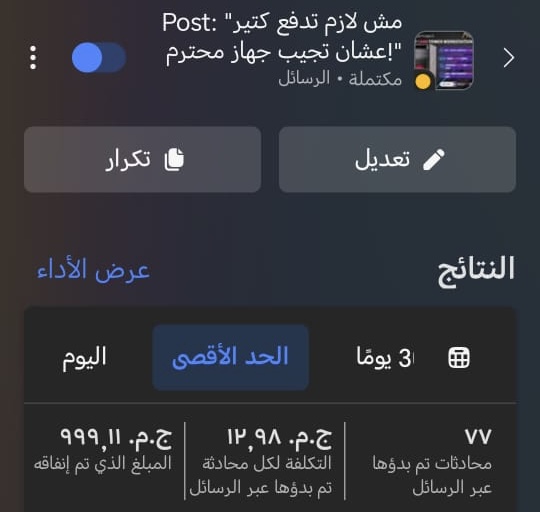 Post: "مش لازم تدفع كتير
عشان تجيب جهاز محترم!"
مكتملة • الرسائل
تعديل
تكرار
النتائج
عرض الأداء
30 يومًا
الحد الأقصى
اليوم
٧٧
محادثات تم بدؤها
عبر الرسائل
ج.م.‏ ١٢,٩٨
التكلفة لكل محادثة
تم بدؤها عبر الرسائل
ج.م.‏ ٩٩٩,١١
المبلغ الذي تم إنفاقه